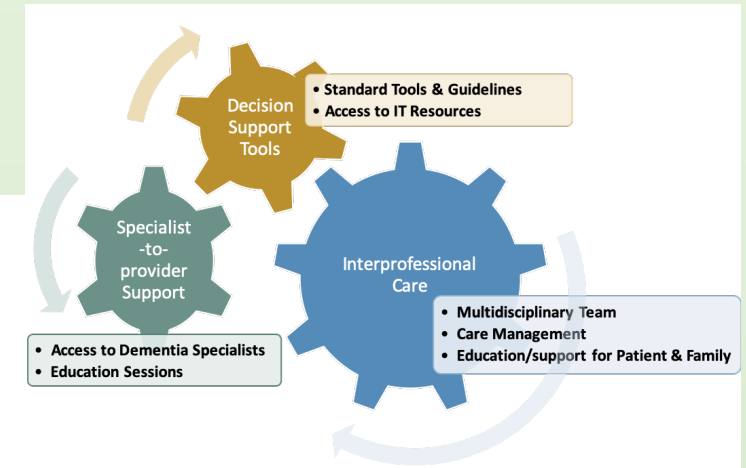 Decision
Support
Tools
• Standard Tools & Guidelines
• Access to IT Resources
Specialist
-to-
provider
Support
• Access to Dementia Specialists
• Education Sessions
Interprofessional
Care
• Multidisciplinary Team
• Care Management
• Education/support for Patient & Family